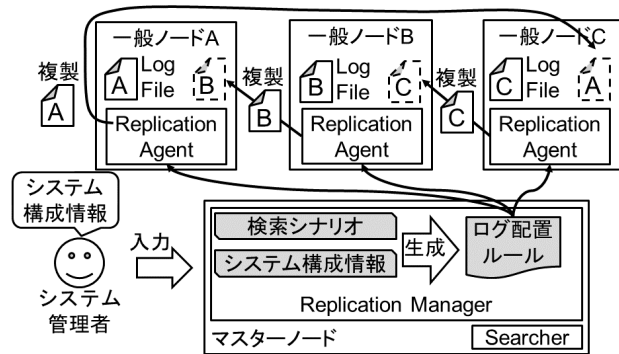 一般ノードA
一般ノードB
一般ノードC
複製
A
A
Log
File
B
Replication
Agent
複製
B
B
Log
File
C
Replication
Agent
複製
C
C
Log
File
A
Replication
Agent
システム
構成情報
システム
管理者
入力
検索シナリオ
システム構成情報
生成
ログ配置
ルール
Replication Manager
マスターノード
Searcher